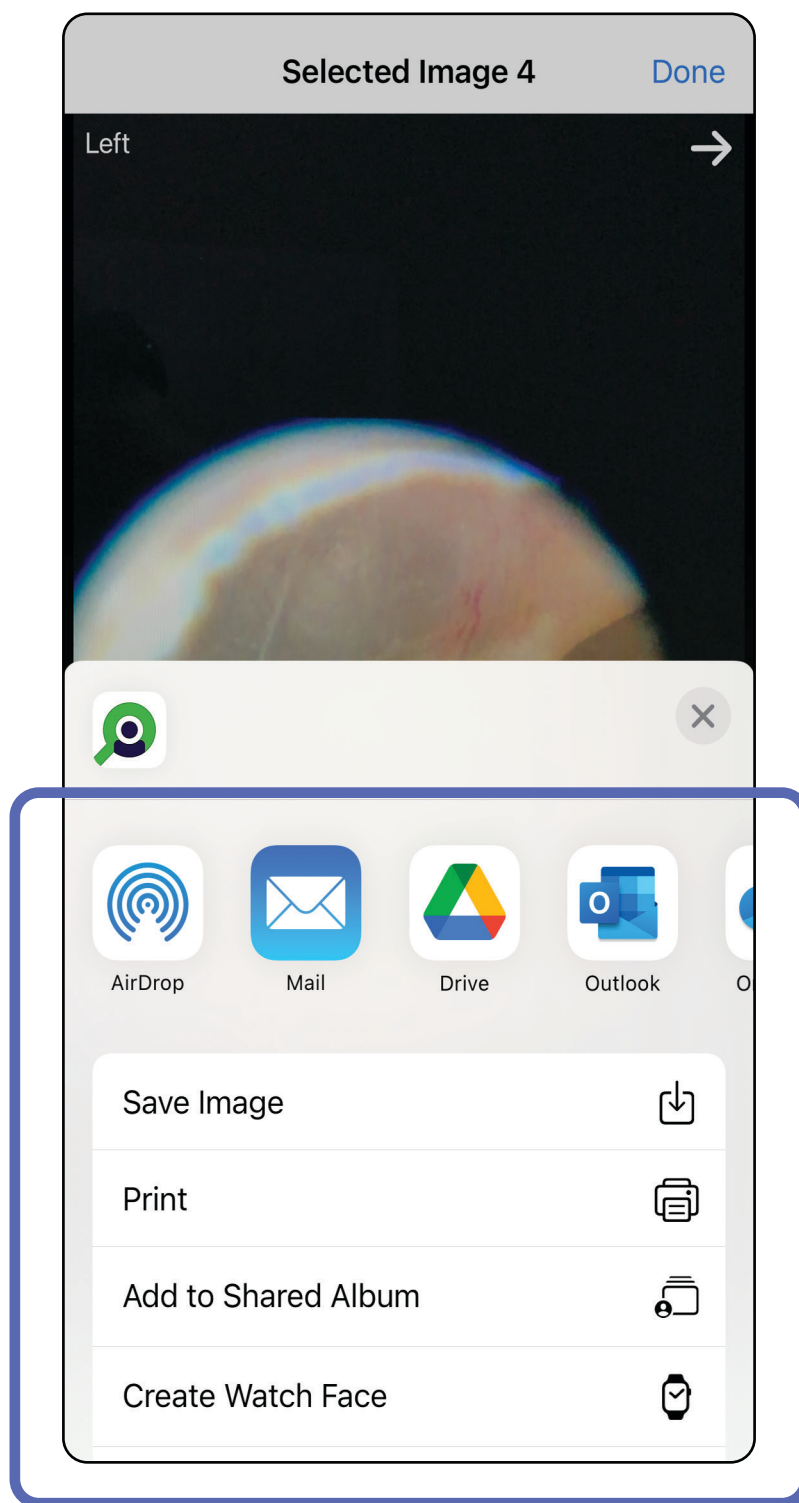 Selected Image 4 Done
Left
AirDrop Mail Drive Outlook
Save Image
Print
Add to Shared Album
Create Watch Face